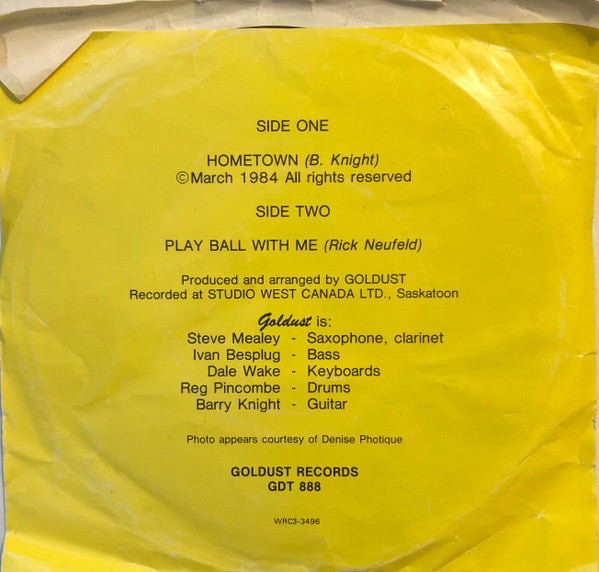 SIDE ONE
HOMETOWN (B. Knight)
©March 1984 All rights reserved
SIDE TWO
PLAY BALL WITH ME (Rick Neufeld)
Produced and arranged by GOLDUST
Recorded at STUDIO WEST CANADA LTD., Saskatoon
Goldust is:
Steve Mealey - Saxophone, clarinet
Ivan Besplug - Bass
Dale Wake - Keyboards
Reg Pincombe - Drums
Barry Knight - Guitar
Photo appears courtesy of Denise Photique
GOLDUST RECORDS
GDT 888
WRC3-3496